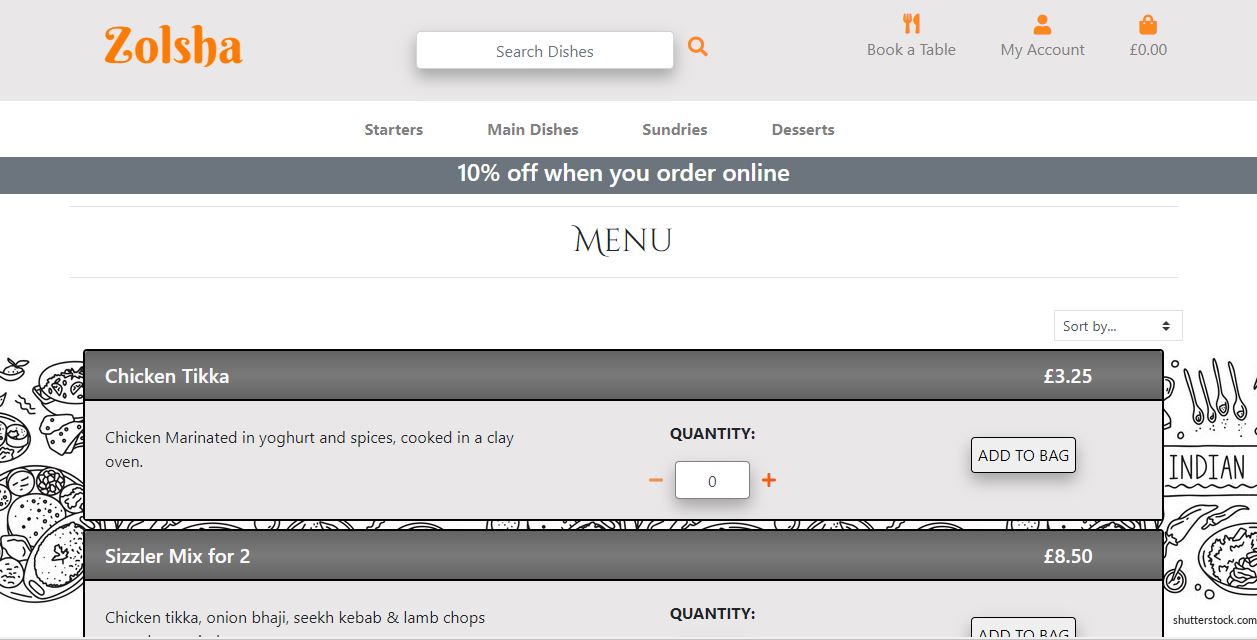 Zolsha
Search Dishes
Book a Table
My Account
£0.00
Starters
Main Dishes
Sundries
Desserts
10% off when you order online
MENU
Sort by...
Chicken Tikka
£3.25
Chicken Marinated in yoghurt and spices, cooked in a clay
oven.
QUANTITY:
0
ADD TO BAG
INDIAN
Sizzler Mix for 2
£8.50
Chicken tikka, onion bhaji, seekh kebab & lamb chops
QUANTITY:
ADD TO BAG
shutterstock.com